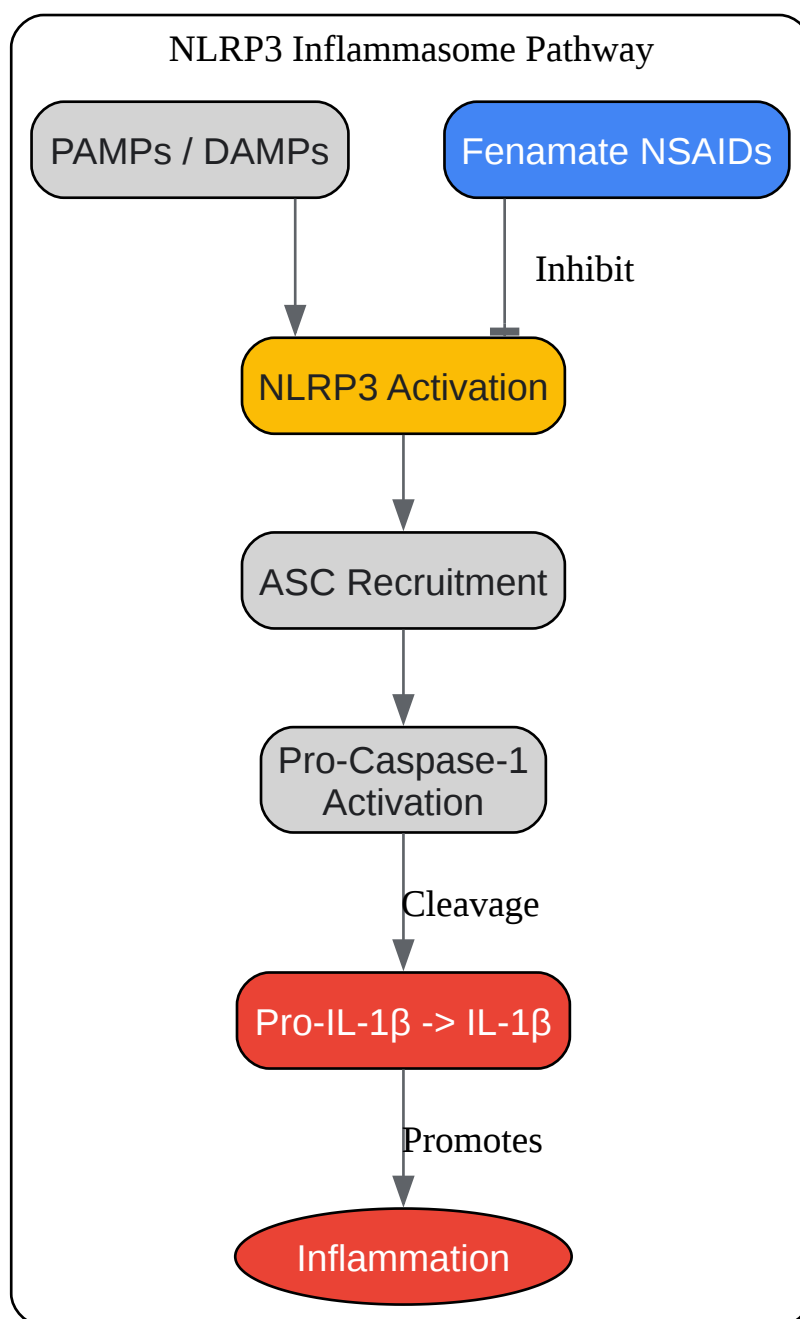 NLRP3 Inflammasome Pathway
PAMPs / DAMPs
Fenamate NSAIDs
Inhibit
NLRP3 Activation
ASC Recruitment
Pro-Caspase-1
Activation
Cleavage
Pro-IL-1β -> IL-1β
Promotes
Inflammation